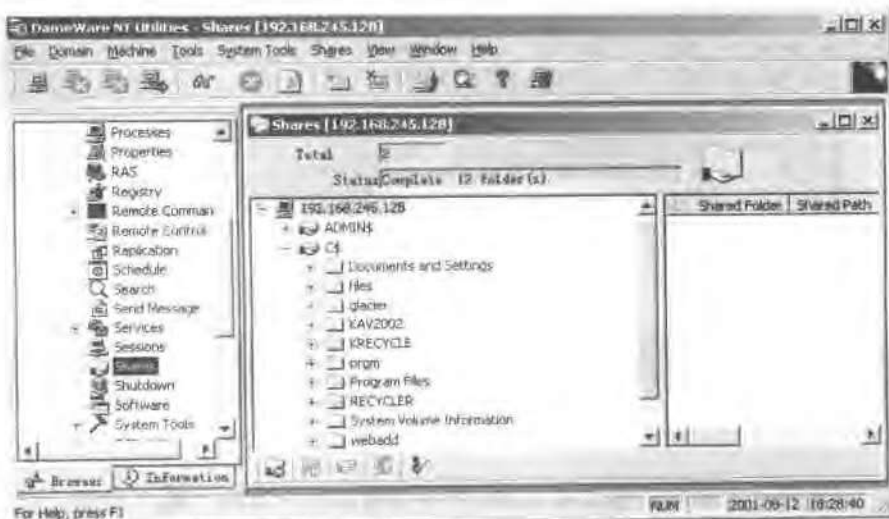 DameWare NT Utilities - Shares [192.168.245.128]
File Domain Machine Tools System Tools Shares View Window Help
Processes
Properties
RAS
Registry
Remote Comman
Remote Control
Replication
Schedule
Search
Send Message
Services
Sessions
Shares
Shutdown
Software
System Tools
Browser Information
Shares [192.168.245.128]
Total
Status Complete 12 folder(s)
192.168.245.128
ADMIN$
C$
Documents and Settings
files
glacier
KAV2002
KRECYCLE
prgm
Program Files
RECYCLER
System Volume Information
webadd
Shared Folder Shared Path
For Help, press F1
NUM 2001-09-12 16:28:40